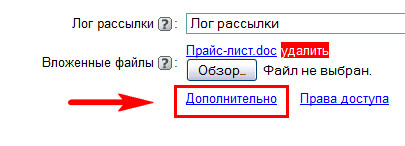 Лог рассылки ?: Лог рассылки
Прайс-лист.doc удалить
Вложенные файлы ?:
Обзор… Файл не выбран.
Дополнительно Права доступа